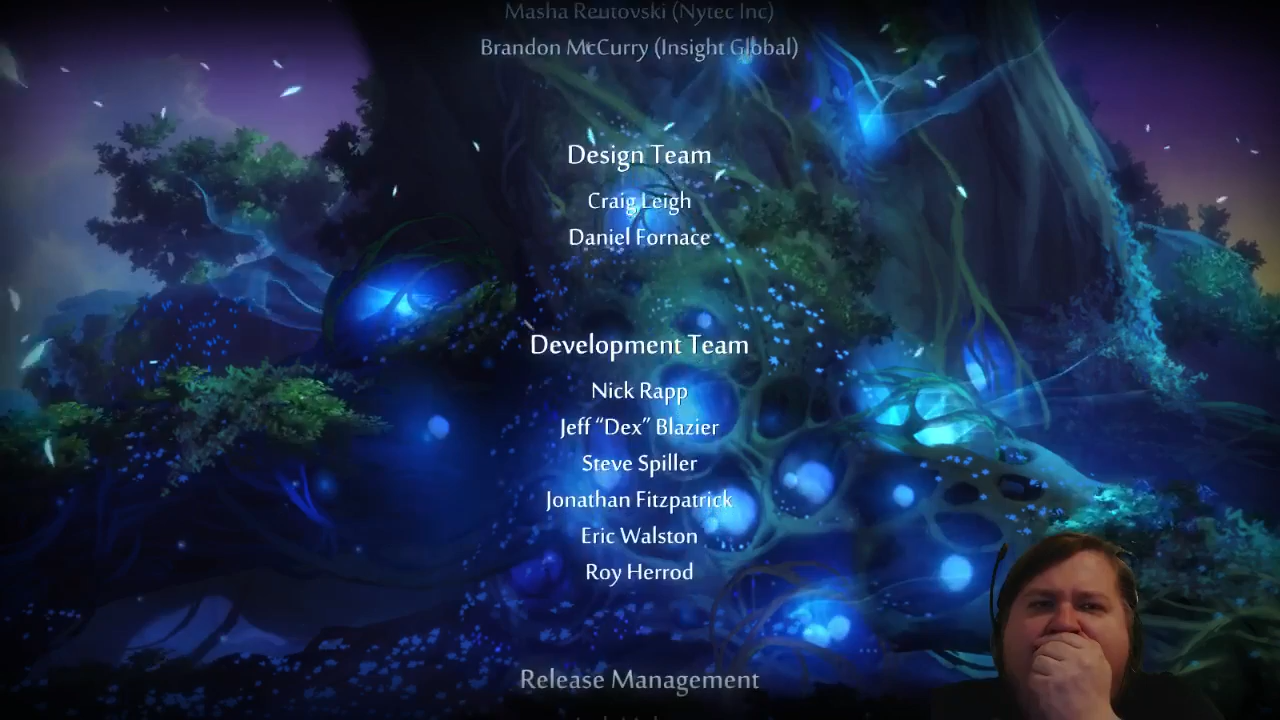 Masha Reutovski (Nytec Inc)
Brandon McCurry (Insight Global)
Design Team
Craig Leigh
Daniel Fornace
Development Team
Nick Rapp
Jeff “Dex” Blazier
Steve Spiller
Jonathan Fitzpatrick
Eric Walston
Roy Herrod
Release Management